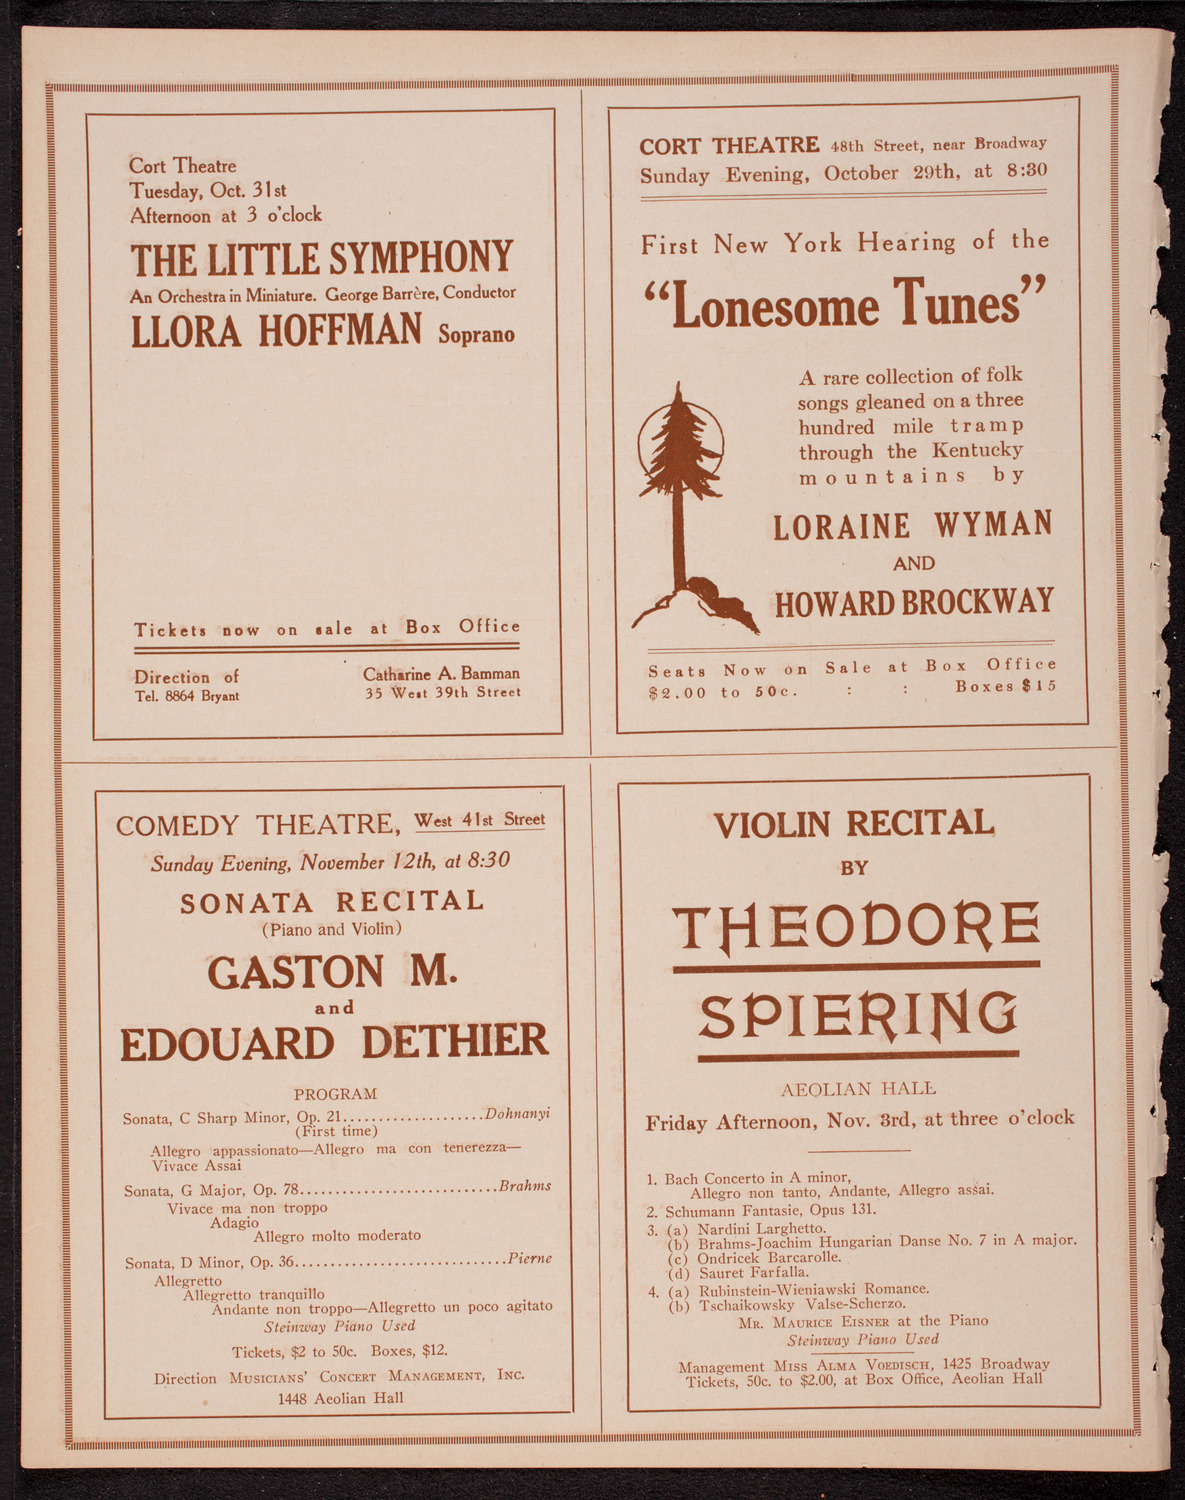 Cort Theatre
Tuesday, Oct. 31st
Afternoon at 3 o'clock
THE LITTLE SYMPHONY
An Orchestra in Miniature. George Barrère, Conductor
LLORA HOFFMAN Soprano
Tickets now on sale at Box Office
Direction of Catharine A. Bamman
Tel. 8864 Bryant 35 West 39th Street
CORT THEATRE 48th Street, near Broadway
Sunday Evening, October 29th, at 8:30
First New York Hearing of the
"Lonesome Tunes"
A rare collection of folk
songs gleaned on a three
hundred mile tramp
through the Kentucky
mountains by
LORAINE WYMAN
AND
HOWARD BROCKWAY
Seats Now on Sale at Box Office
$2.00 to 50c. : : Boxes $15
COMEDY THEATRE, West 41st Street
Sunday Evening, November 12th, at 8:30
SONATA RECITAL
(Piano and Violin)
GASTON M.
and
EDOUARD DETHIER
PROGRAM
Sonata, C Sharp Minor, Op. 21....................Dohnanyi
(First time)
Allegro appassionato—Allegro ma con tenerezza—
Vivace Assai
Sonata, G Major, Op. 78............................Brahms
Vivace ma non troppo
Adagio
Allegro molto moderato
Sonata, D Minor, Op. 36..............................Pierne
Allegretto
Allegretto tranquillo
Andante non troppo—Allegretto un poco agitato
Steinway Piano Used
Tickets, $2 to 50c. Boxes, $12.
Direction MUSICIANS' CONCERT MANAGEMENT, INC.
1448 Aeolian Hall
VIOLIN RECITAL
BY
THEODORE
SPIERING
AEOLIAN HALL
Friday Afternoon, Nov. 3rd, at three o'clock
1. Bach Concerto in A minor,
Allegro non tanto, Andante, Allegro assai.
2. Schumann Fantasie, Opus 131.
3. (a) Nardini Larghetto.
(b) Brahms-Joachim Hungarian Danse No. 7 in A major.
(c) Ondricek Barcarolle.
(d) Sauret Farfalla.
4. (a) Rubinstein-Wieniawski Romance.
(b) Tschaikowsky Valse-Scherzo.
MR. MAURICE EISNER at the Piano
Steinway Piano Used
Management MISS ALMA VOEDISCH, 1425 Broadway
Tickets, 50c. to $2.00, at Box Office, Aeolian Hall